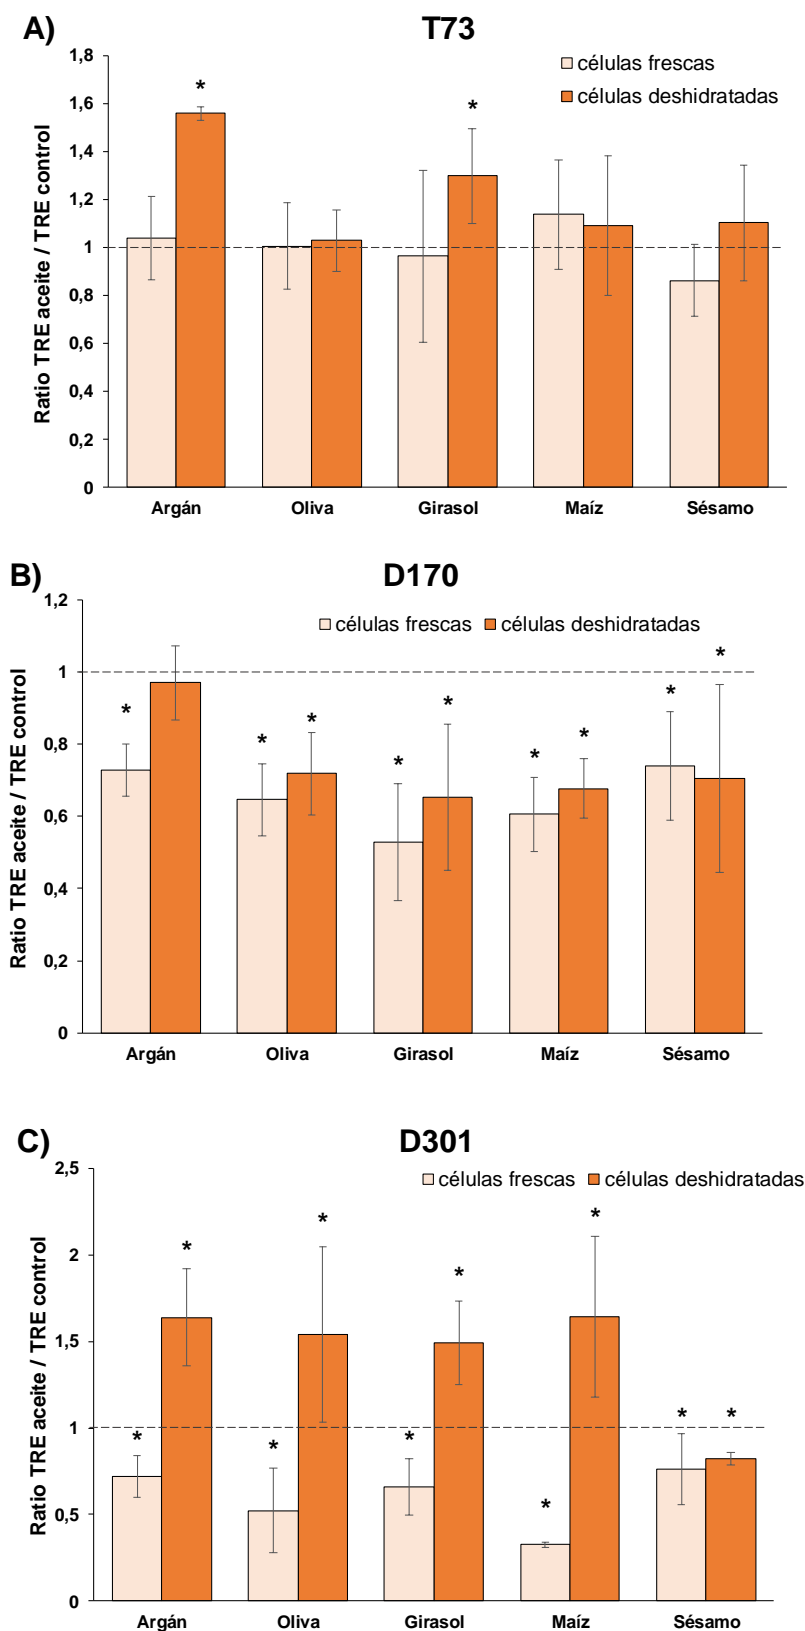 A) T73
células frescas
células deshidratadas
Ratio TRE aceite / TRE control
1,8
1,6
1,4
1,2
1
0,8
0,6
0,4
0,2
0
* *
Argán Oliva Girasol Maíz Sésamo
B) D170
células frescas células deshidratadas
Ratio TRE aceite / TRE control
1,2
1
0,8
0,6
0,4
0,2
0
* * * * * * * * *
Argán Oliva Girasol Maíz Sésamo
C) D301
células frescas células deshidratadas
Ratio TRE aceite / TRE control
2,5
2
1,5
1
0,5
0
* * * * * * * * * *
Argán Oliva Girasol Maíz Sésamo